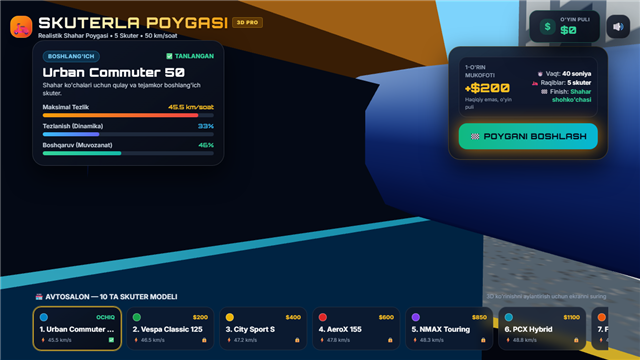 SKUTERLA POYGASI
3D PRO
Realistik Shahar Poygasi • 5 Skuter • 50 km/soat
O'YIN PULI
$0
BOSHLANG'ICH
TANLANGAN
Urban Commuter 50
Shahar ko'chalari uchun qulay va tejamkor boshlang'ich
skuter.
Maksimal Tezlik 45.5 km/soat
Tezlanish (Dinamika) 33%
Boshqaruv (Muvozanat) 46%
1-O'RIN
MUKOFOTI
+$200
Haqiqiy emas, o'yin
puli
Vaqt: 40 soniya
Raqiblar: 5 skuter
Finish: Shahar
shohko'chasi
POYGANI BOSHLASH
AVTOSALON — 10 TA SKUTER MODELI
OCHIQ
1. Urban Commuter ...
45.5 km/s
$200
2. Vespa Classic 125
46.5 km/s
$400
3. City Sport S
47.2 km/s
$600
4. AeroX 155
47.8 km/s
$850
5. NMAX Touring
48.3 km/s
$1100
6. PCX Hybrid
48.8 km/s
7. F